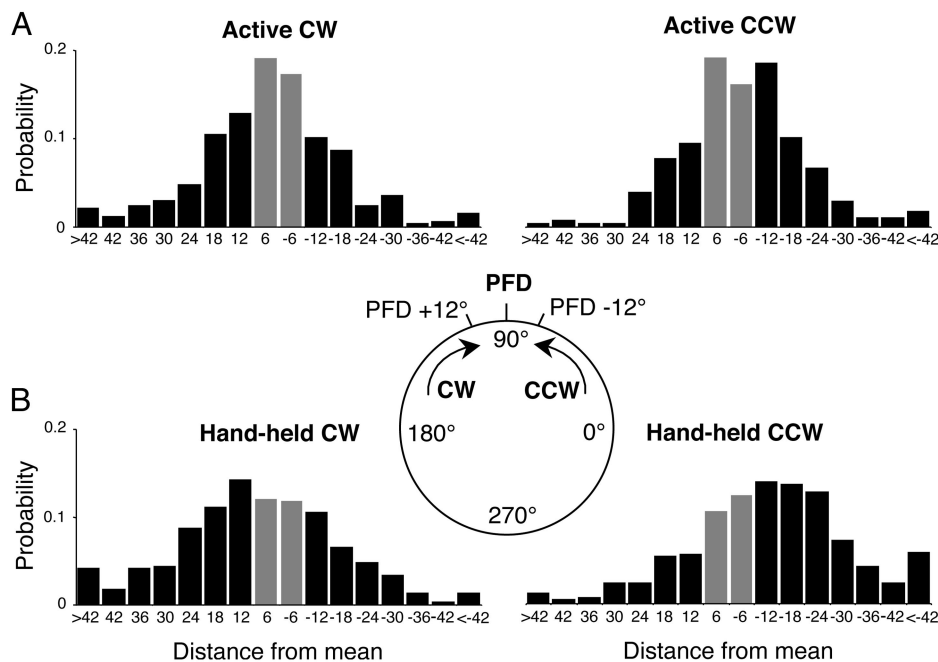 A
Active CW
Active CCW
0.2
0.1
0
Probability
>42 42 36 30 24 18 12 6 -6 -12 -18 -24 -30 -36 -42 <-42
>42 42 36 30 24 18 12 6 -6 -12 -18 -24 -30 -36 -42 <-42
PFD
PFD +12°
PFD -12°
90°
CW
CCW
180°
0°
270°
B
Hand-held CW
Hand-held CCW
0.2
0.1
0
Probability
>42 42 36 30 24 18 12 6 -6 -12 -18 -24 -30 -36 -42 <-42
>42 42 36 30 24 18 12 6 -6 -12 -18 -24 -30 -36 -42 <-42
Distance from mean
Distance from mean